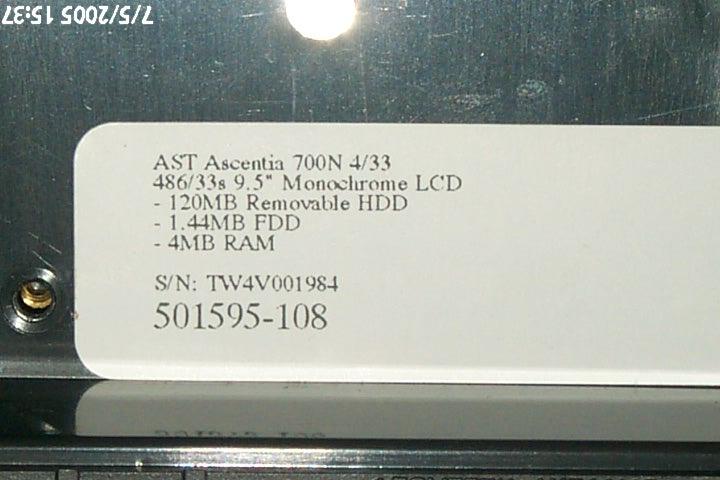 7/5/2005 15:37
AST Ascentia 700N 4/33
486/33s 9.5" Monochrome LCD
- 120MB Removable HDD
- 1.44MB FDD
- 4MB RAM
S/N: TW4V001984
501595-108